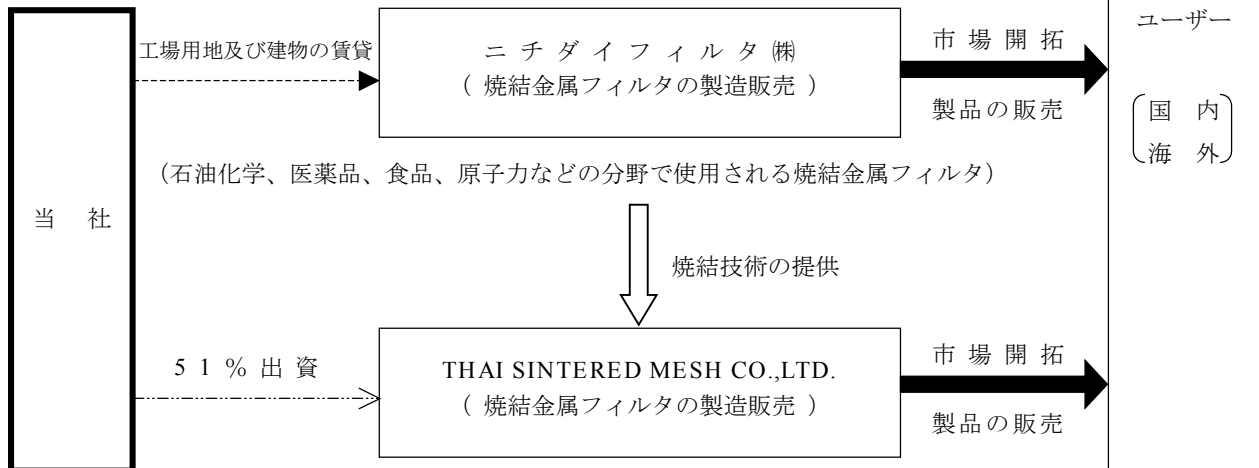 ユーザー
工場用地及び建物の賃貸
ニチダイフィルタ㈱
(焼結金属フィルタの製造販売)
市場開拓
製品の販売
国内
海外
(石油化学、医薬品、食品、原子力などの分野で使用される焼結金属フィルタ)
当社
焼結技術の提供
51%出資
THAI SINTERED MESH CO.,LTD.
(焼結金属フィルタの製造販売)
市場開拓
製品の販売